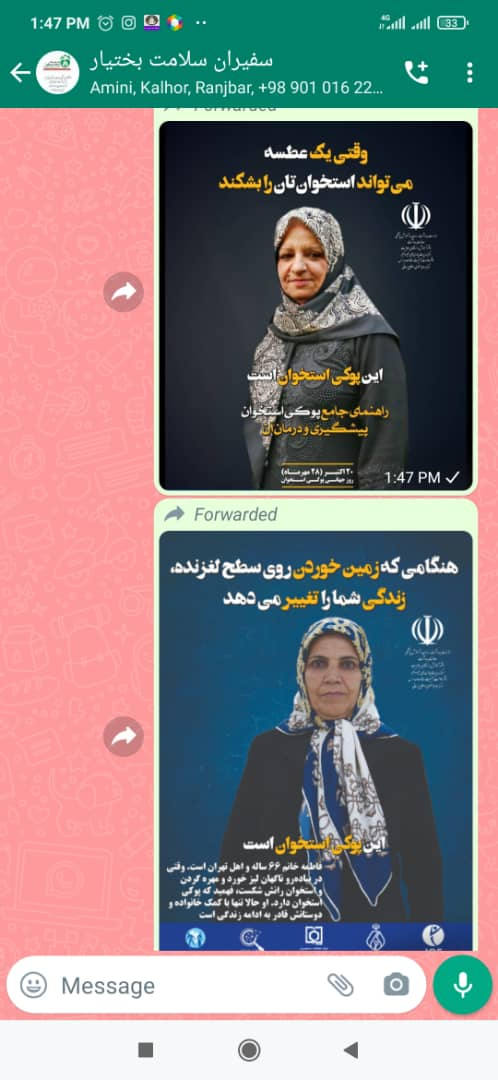 1:47 PM
4G
33
سفیران سلامت بختیار
Amini, Kalhor, Ranjbar, +98 901 016 22...
Forwarded
وقتی یک عطسه
می‌تواند استخوان‌تان را بشکند
این پوکی استخوان است
راهنمای جامع پوکی استخوان
پیشگیری و درمان آن
۲۰ اکتبر (۲۸ مهرماه)
روز جهانی پوکی استخوان
1:47 PM
Forwarded
هنگامی که زمین خوردن روی سطح لغزنده،
زندگی شما را تغییر می دهد
این پوکی استخوان است
فاطمه خانم ۶۶ ساله و اهل تهران است. وقتی
در پیاده‌رو ناگهان لیز خورد و مهره گردن
و استخوان رانش شکست، فهمید که پوکی
استخوان دارد. او حالا تنها با کمک خانواده و
دوستانش قادر به ادامه زندگی است
Message